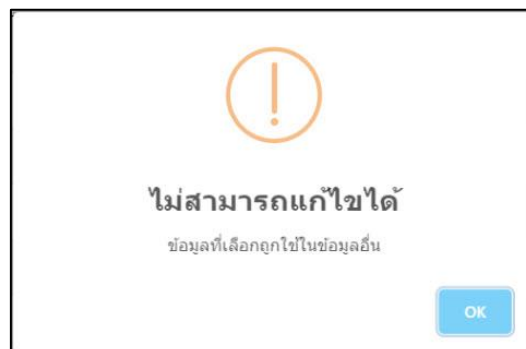 ไม่สามารถแก้ไขได้
ข้อมูลที่เลือกถูกใช้ในข้อมูลอื่น
OK